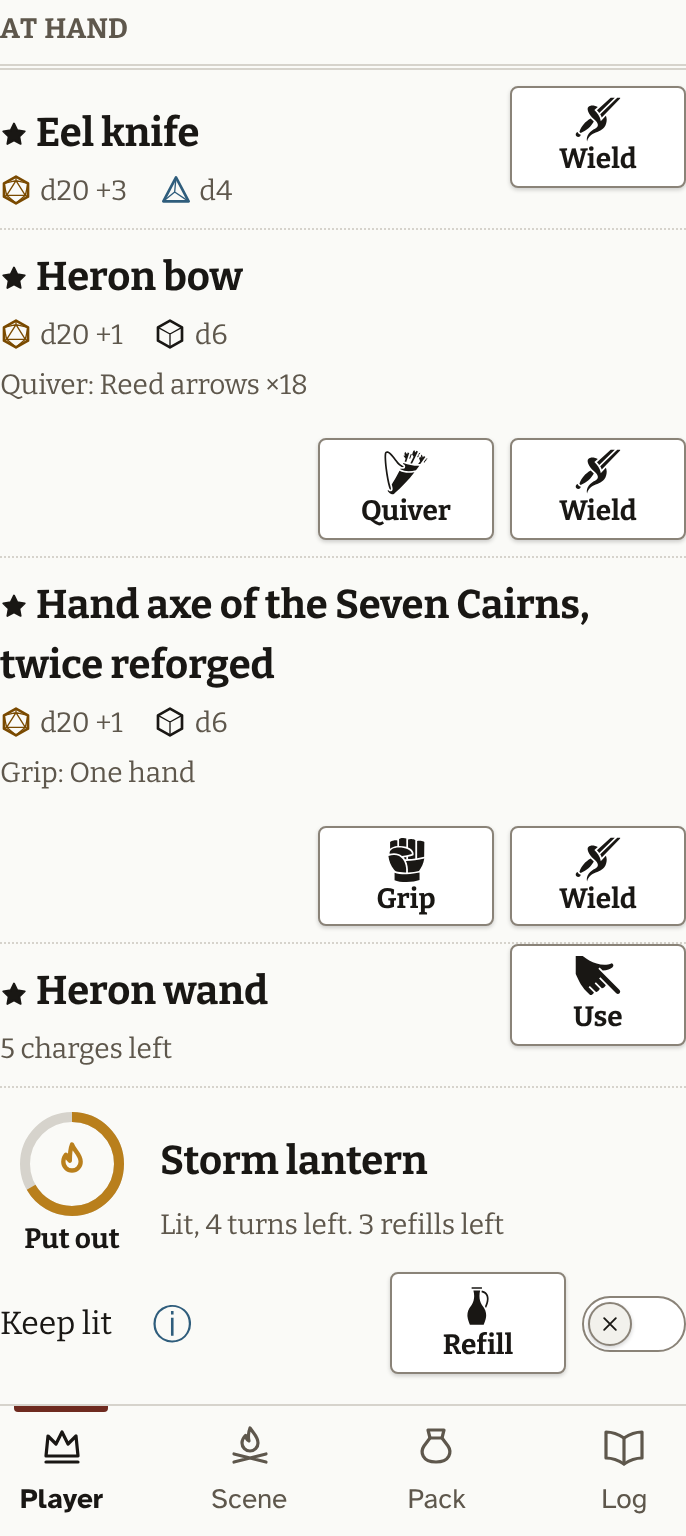 AT HAND
Eel knife
Wield
d20 +3 d4
Heron bow
d20 +1 d6
Quiver: Reed arrows ×18
Quiver Wield
Hand axe of the Seven Cairns,
twice reforged
d20 +1 d6
Grip: One hand
Grip Wield
Heron wand
Use
5 charges left
Storm lantern
Put out
Lit, 4 turns left. 3 refills left
Keep lit
Refill
Player Scene Pack Log